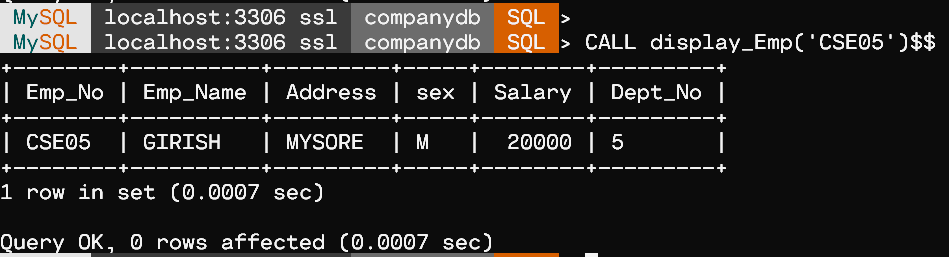 MySQL localhost:3306 ssl companydb SQL >
MySQL localhost:3306 ssl companydb SQL > CALL display_Emp('CSE05')$$
+--------+----------+---------+-----+--------+---------+
| Emp_No | Emp_Name | Address | sex | Salary | Dept_No |
+--------+----------+---------+-----+--------+---------+
| CSE05  | GIRISH   | MYSORE  | M   |  20000 | 5       |
+--------+----------+---------+-----+--------+---------+
1 row in set (0.0007 sec)
Query OK, 0 rows affected (0.0007 sec)